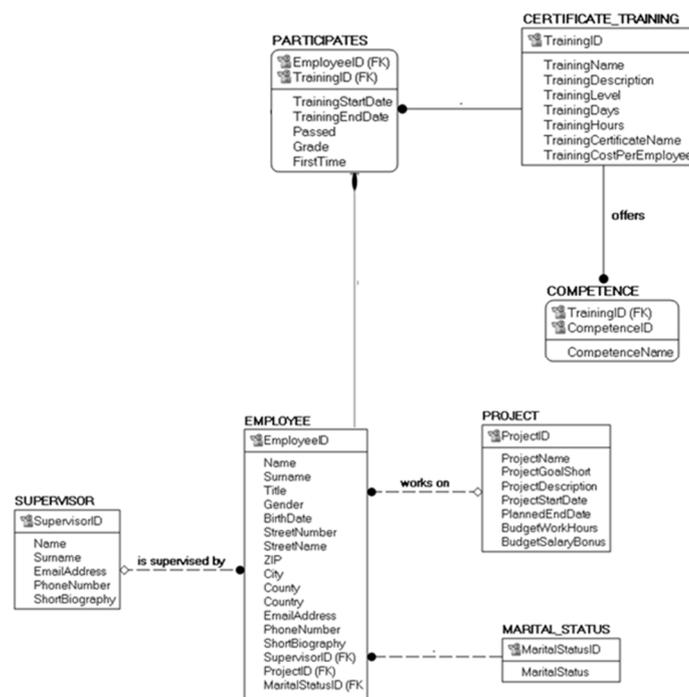 CERTIFICATE_TRAINING
TrainingID
TrainingName
TrainingDescription
TrainingLevel
TrainingDays
TrainingHours
TrainingCertificateName
TrainingCostPerEmployee
PARTICIPATES
EmployeeID (FK)
TrainingID (FK)
TrainingStartDate
TrainingEndDate
Passed
Grade
FirstTime
offers
COMPETENCE
TrainingID (FK)
CompetenceID
CompetenceName
EMPLOYEE
EmployeeID
Name
Surname
Title
Gender
BirthDate
StreetNumber
StreetName
ZIP
City
County
Country
EmailAddress
PhoneNumber
ShortBiography
SupervisorID (FK)
ProjectID (FK)
MaritalStatusID (FK
works on
PROJECT
ProjectID
ProjectName
ProjectGoalShort
ProjectDescription
ProjectStartDate
PlannedEndDate
BudgetWorkHours
BudgetSalaryBonus
SUPERVISOR
SupervisorID
Name
Surname
EmailAddress
PhoneNumber
ShortBiography
is supervised by
MARITAL_STATUS
MaritalStatusID
MaritalStatus